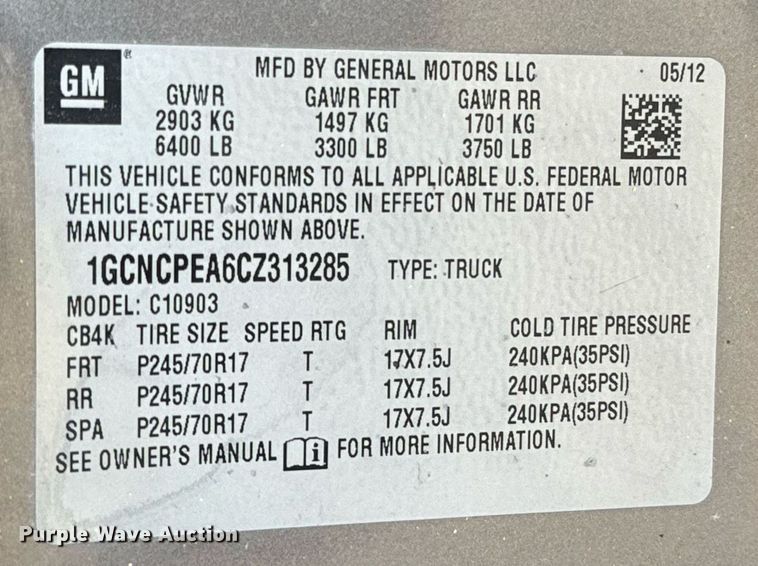 GM®
MFD BY GENERAL MOTORS LLC 05/12
GVWR GAWR FRT GAWR RR
2903 KG 1497 KG 1701 KG
6400 LB 3300 LB 3750 LB
THIS VEHICLE CONFORMS TO ALL APPLICABLE U.S. FEDERAL MOTOR
VEHICLE SAFETY STANDARDS IN EFFECT ON THE DATE OF
MANUFACTURE SHOWN ABOVE.
1GCNCPEA6CZ313285 TYPE: TRUCK
MODEL: C10903
CB4K TIRE SIZE SPEED RTG RIM COLD TIRE PRESSURE
FRT P245/70R17 T 17X7.5J 240KPA(35PSI)
RR P245/70R17 T 17X7.5J 240KPA(35PSI)
SPA P245/70R17 T 17X7.5J 240KPA(35PSI)
SEE OWNER'S MANUAL i FOR MORE INFORMATION.
Purple Wave Auction